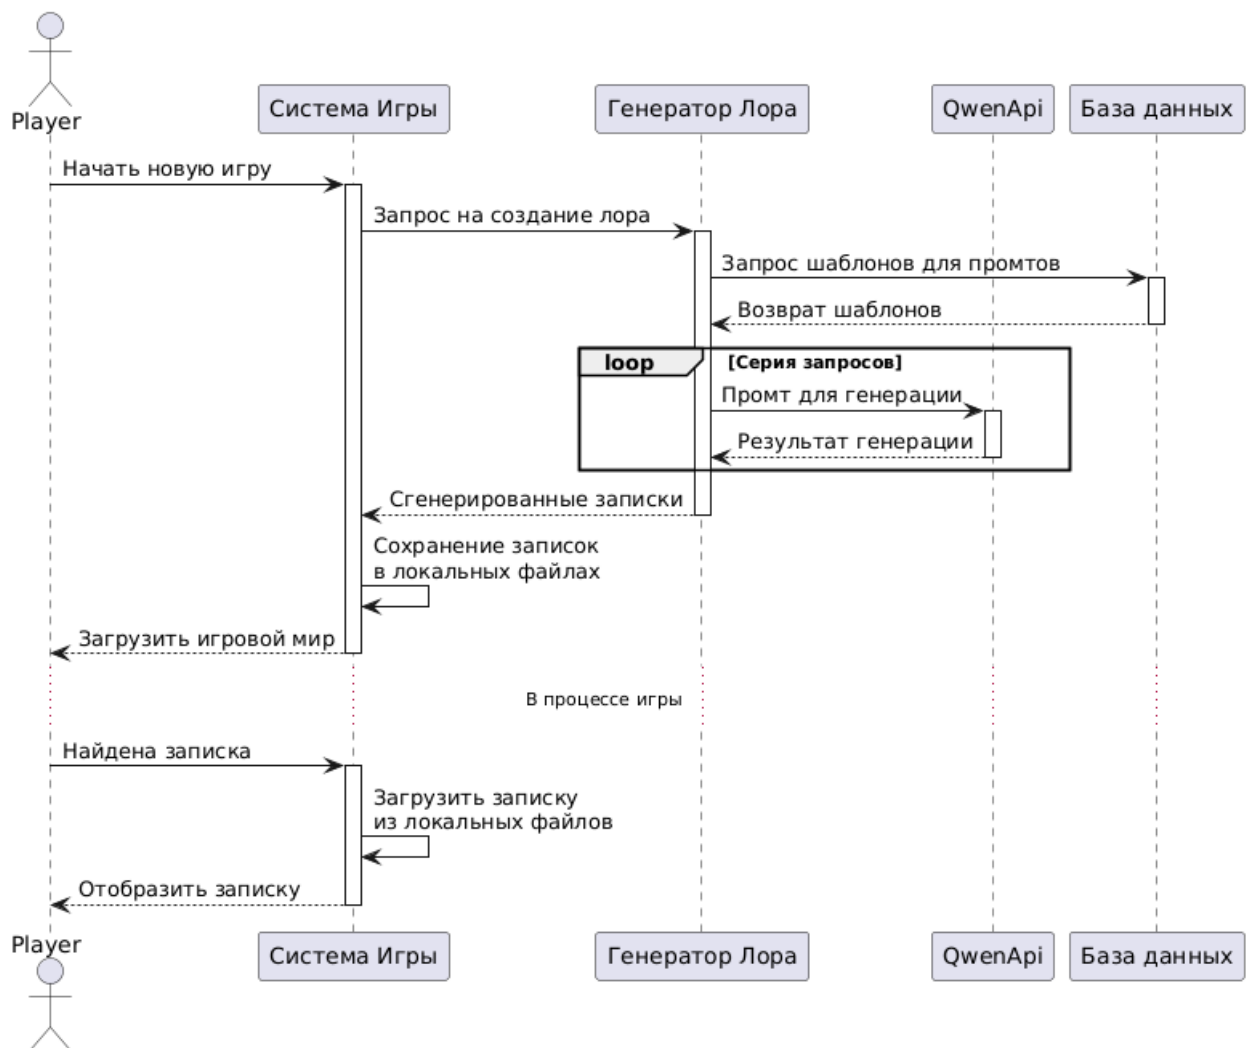 Player
Система Игры
Генератор Лора
QwenApi
База данных
Начать новую игру
Запрос на создание лора
Запрос шаблонов для промтов
Возврат шаблонов
loop
[Серия запросов]
Промт для генерации
Результат генерации
Сгенерированные записки
Сохранение записок
в локальных файлах
Загрузить игровой мир
В процессе игры
Найдена записка
Загрузить записку
из локальных файлов
Отобразить записку
Player
Система Игры
Генератор Лора
QwenApi
База данных